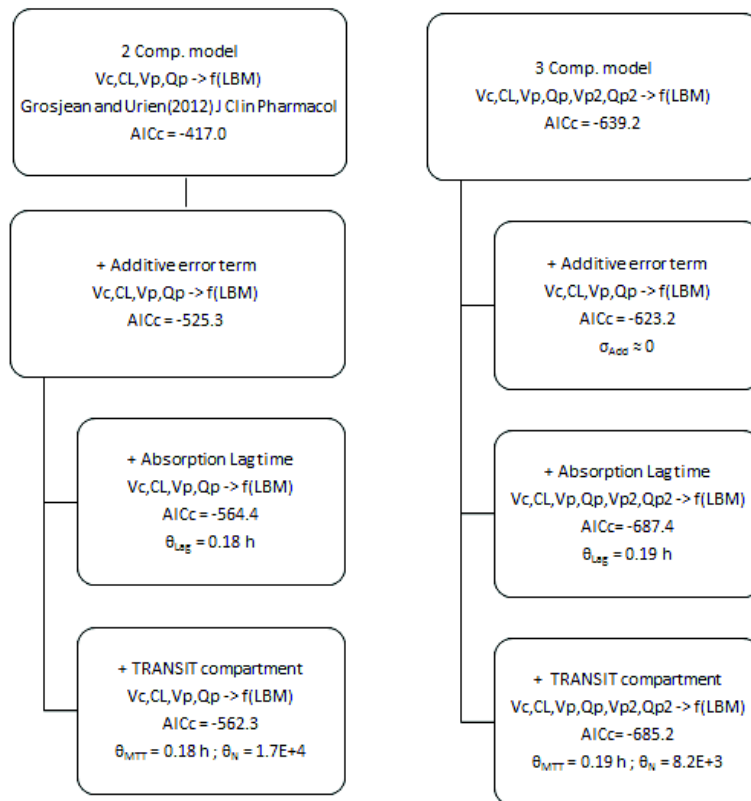 2 Comp. model
Vc,CL,Vp,Qp -> f(LBM)
Grosjean and Urien(2012) J Clin Pharmacol
AICc = -417.0
+ Additive error term
Vc,CL,Vp,Qp -> f(LBM)
AICc = -525.3
+ Absorption Lag time
Vc,CL,Vp,Qp -> f(LBM)
AICc = -564.4
θLag = 0.18 h
+ TRANSIT compartment
Vc,CL,Vp,Qp -> f(LBM)
AICc = -562.3
θMTT = 0.18 h ; θN = 1.7E+4
3 Comp. model
Vc,CL,Vp,Qp,Vp2,Qp2 -> f(LBM)
AICc = -639.2
+ Additive error term
Vc,CL,Vp,Qp -> f(LBM)
AICc = -623.2
σAdd ≈ 0
+ Absorption Lag time
Vc,CL,Vp,Qp,Vp2,Qp2 -> f(LBM)
AICc= -687.4
θLag = 0.19 h
+ TRANSIT compartment
Vc,CL,Vp,Qp,Vp2,Qp2 -> f(LBM)
AICc= -685.2
θMTT = 0.19 h ; θN = 8.2E+3